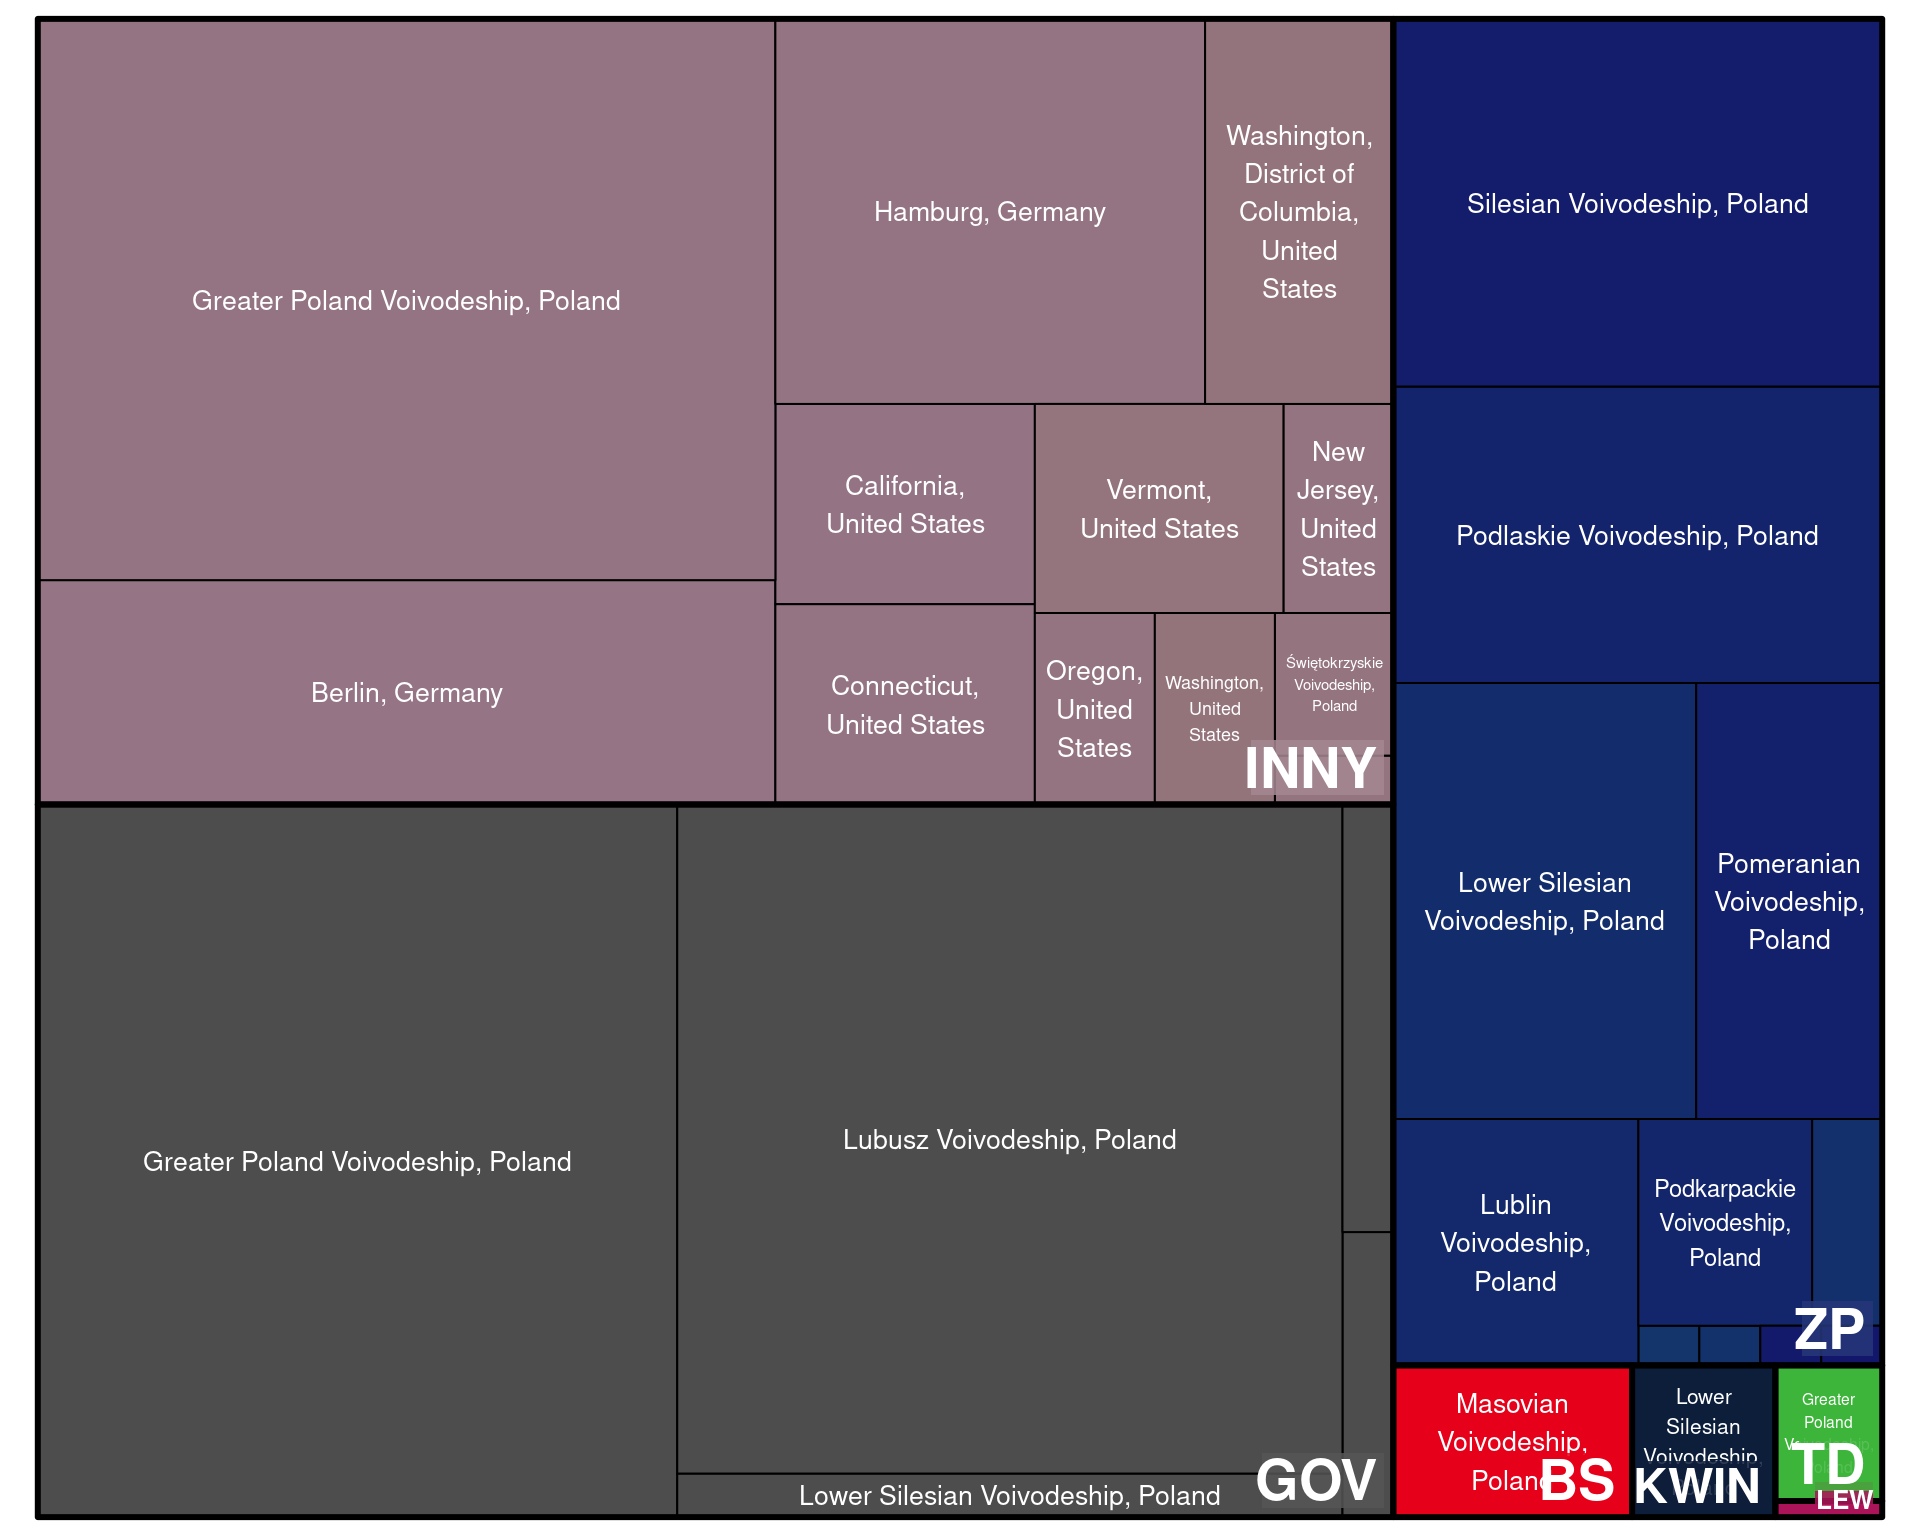 Greater Poland Voivodeship, Poland
Hamburg, Germany
Washington,
District of
Columbia,
United
States
California,
United States
Vermont,
United States
New
Jersey,
United
States
Berlin, Germany
Connecticut,
United States
Oregon,
United
States
Washington,
United
States
Świętokrzyskie
Voivodeship,
Poland
INNY
Greater Poland Voivodeship, Poland
Lubusz Voivodeship, Poland
Lower Silesian Voivodeship, Poland
GOV
Silesian Voivodeship, Poland
Podlaskie Voivodeship, Poland
Lower Silesian
Voivodeship, Poland
Pomeranian
Voivodeship,
Poland
Lublin
Voivodeship,
Poland
Podkarpackie
Voivodeship,
Poland
ZP
Masovian
Voivodeship,
Poland
BS
Lower
Silesian
Voivodeship,
KWIN
Greater
Poland
TD
LEW